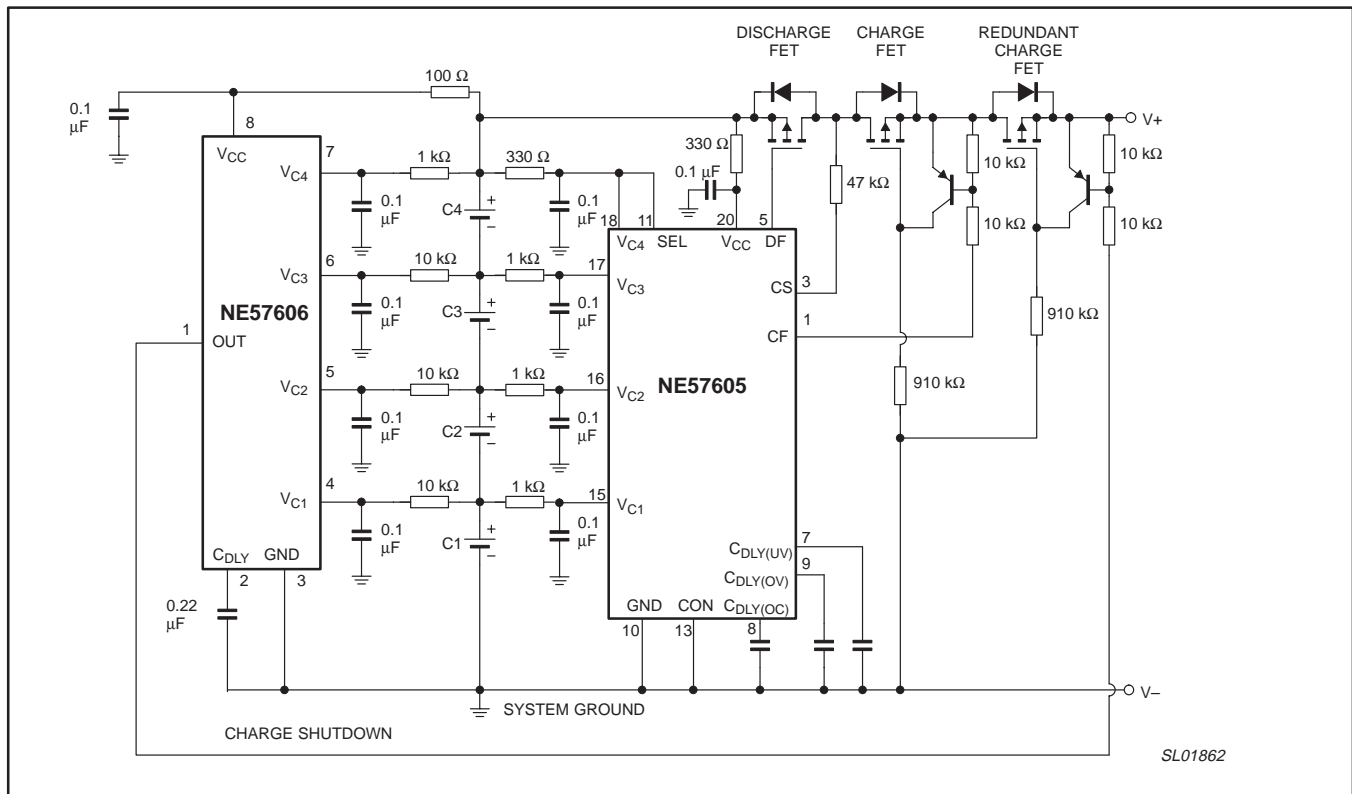 DISCHARGE
FET
CHARGE
FET
REDUNDANT
CHARGE
FET
100 Ω
0.1
μF
8
VCC
V+
7
VC4
1 kΩ
330 Ω
330 Ω
0.1 μF
47 kΩ
10 kΩ
10 kΩ
10 kΩ
10 kΩ
0.1
μF
C4
+
–
0.1
μF
18
11
20
5
VC4
SEL
VCC
DF
6
VC3
10 kΩ
1 kΩ
17
VC3
CS
3
NE57606
0.1
μF
C3
+
–
0.1
μF
1
OUT
CF
1
910 kΩ
5
VC2
10 kΩ
1 kΩ
16
VC2
NE57605
910 kΩ
0.1
μF
C2
+
–
0.1
μF
4
VC1
10 kΩ
1 kΩ
15
VC1
0.1
μF
C1
+
–
0.1
μF
CDLY
GND
2
3
CDLY(UV)
7
CDLY(OV)
9
GND
CON
CDLY(OC)
10
13
8
0.22
μF
V–
SYSTEM GROUND
CHARGE SHUTDOWN
SL01862